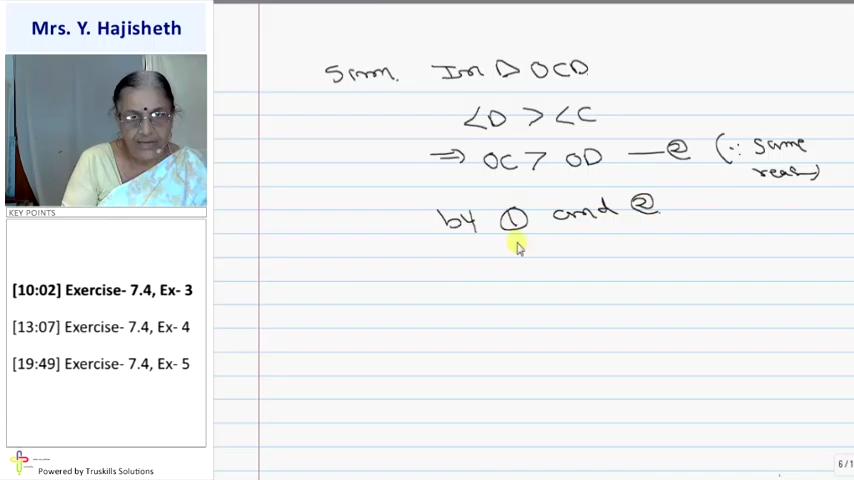 Mrs. Y. Hajisheth
KEY POINTS
[10:02] Exercise- 7.4, Ex- 3
[13:07] Exercise- 7.4, Ex- 4
[19:49] Exercise- 7.4, Ex- 5
Powered by Truskills Solutions
In Δ OCD
∠D > ∠C
⇒ OC > OD —② (∵ same
reason)
by ① and ②
6/1